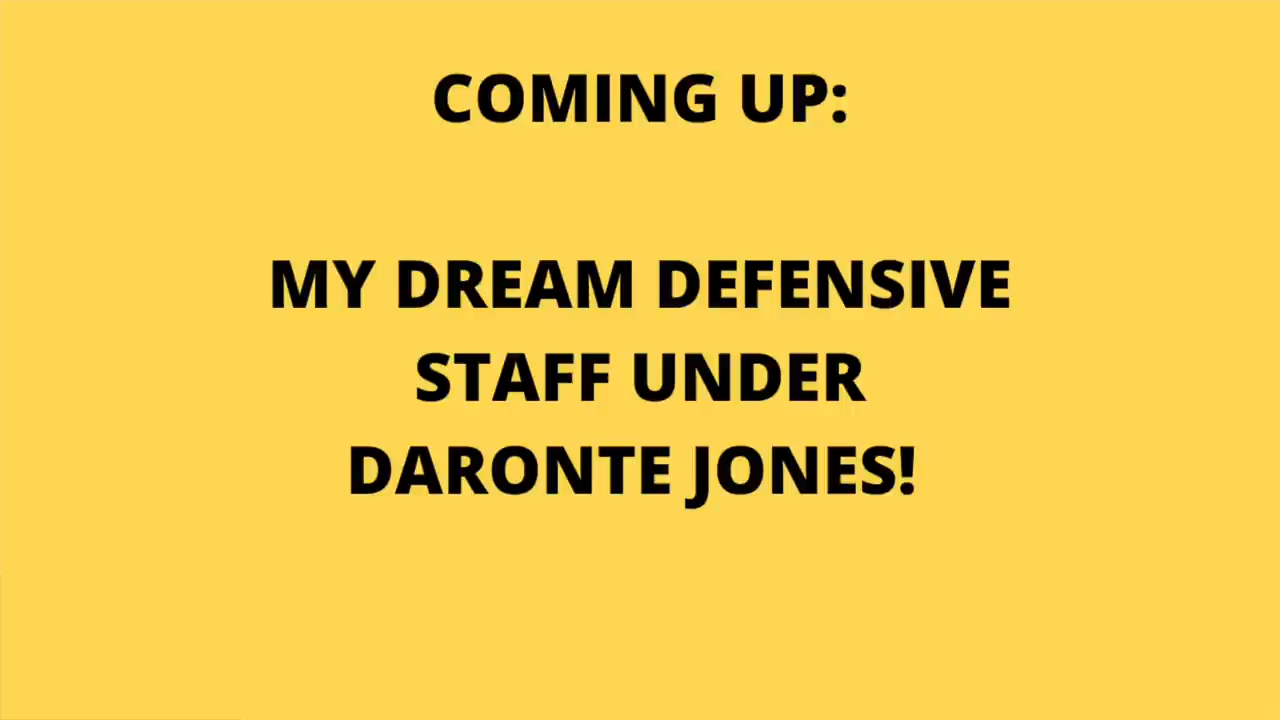 COMING UP:
MY DREAM DEFENSIVE
STAFF UNDER
DARONTE JONES!